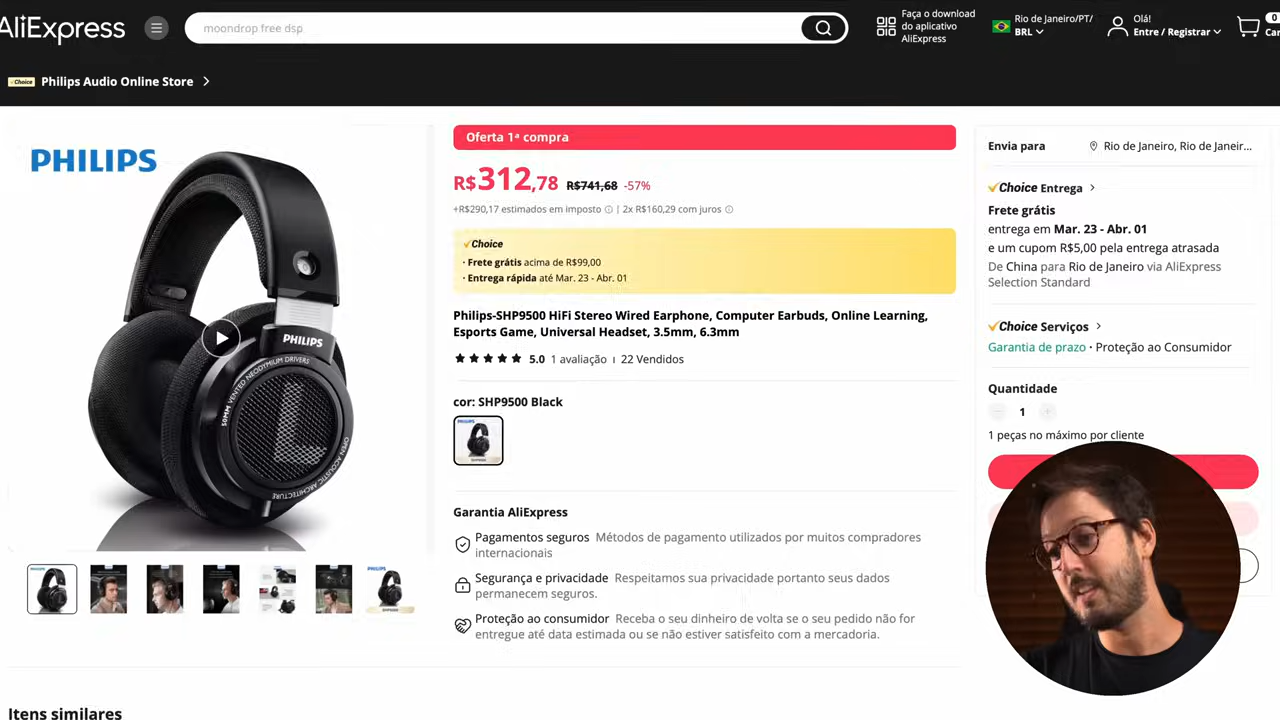 AliExpress
moondrop free dsp
Faça o download
do aplicativo
AliExpress
Rio de Janeiro/PT/
BRL
Olá!
Entre / Registrar
0
Choice
Philips Audio Online Store
PHILIPS
PHILIPS
50MM VENTED NEODYMIUM DRIVERS
OPEN ACOUSTIC ARCHITECTURE
L
Oferta 1ª compra
R$312,78 R$741,68 -57%
+R$290,17 estimados em imposto | 2x R$160,29 com juros
Choice
· Frete grátis acima de R$99,00
· Entrega rápida até Mar. 23 - Abr. 01
Philips-SHP9500 HiFi Stereo Wired Earphone, Computer Earbuds, Online Learning,
Esports Game, Universal Headset, 3.5mm, 6.3mm
5.0 1 avaliação 22 Vendidos
cor: SHP9500 Black
Garantia AliExpress
Pagamentos seguros Métodos de pagamento utilizados por muitos compradores
internacionais
Segurança e privacidade Respeitamos sua privacidade portanto seus dados
permanecem seguros.
Proteção ao consumidor Receba o seu dinheiro de volta se o seu pedido não for
entregue até data estimada ou se não estiver satisfeito com a mercadoria.
Envia para Rio de Janeiro, Rio de Janeir...
Choice Entrega
Frete grátis
entrega em Mar. 23 - Abr. 01
e um cupom R$5,00 pela entrega atrasada
De China para Rio de Janeiro via AliExpress
Selection Standard
Choice Serviços
Garantia de prazo · Proteção ao Consumidor
Quantidade
1
1 peças no máximo por cliente
Itens similares